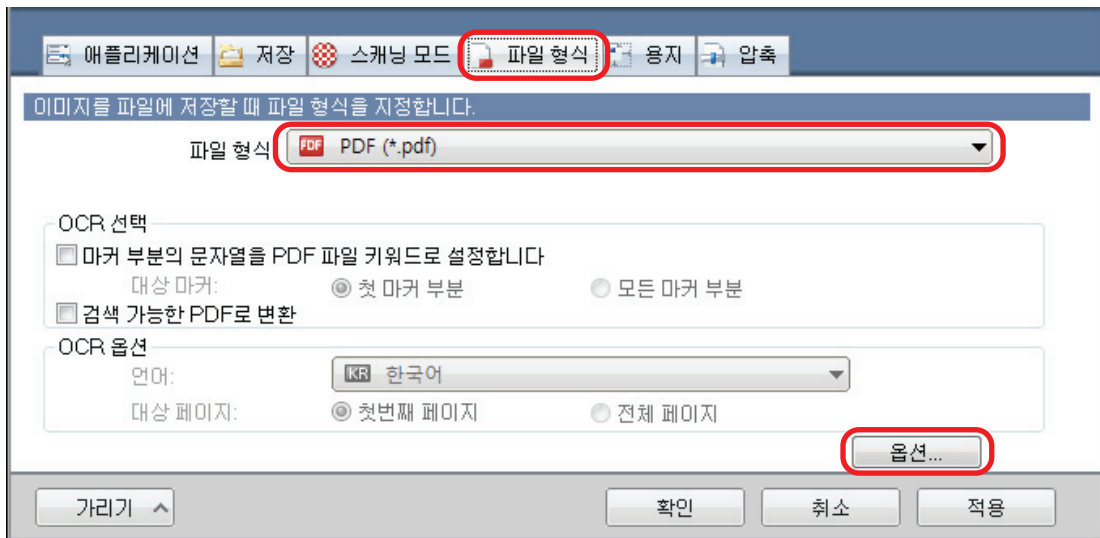 애플리케이션 저장 스캐닝 모드 파일 형식 용지 압축
이미지를 파일에 저장할 때 파일 형식을 지정합니다.
파일 형식 PDF PDF (*.pdf)
OCR 선택
마커 부분의 문자열을 PDF 파일 키워드로 설정합니다
대상 마커: 첫 마커 부분 모든 마커 부분
검색 가능한 PDF로 변환
OCR 옵션
언어: KR 한국어
대상 페이지: 첫번째 페이지 전체 페이지
옵션...
가리기 확인 취소 적용